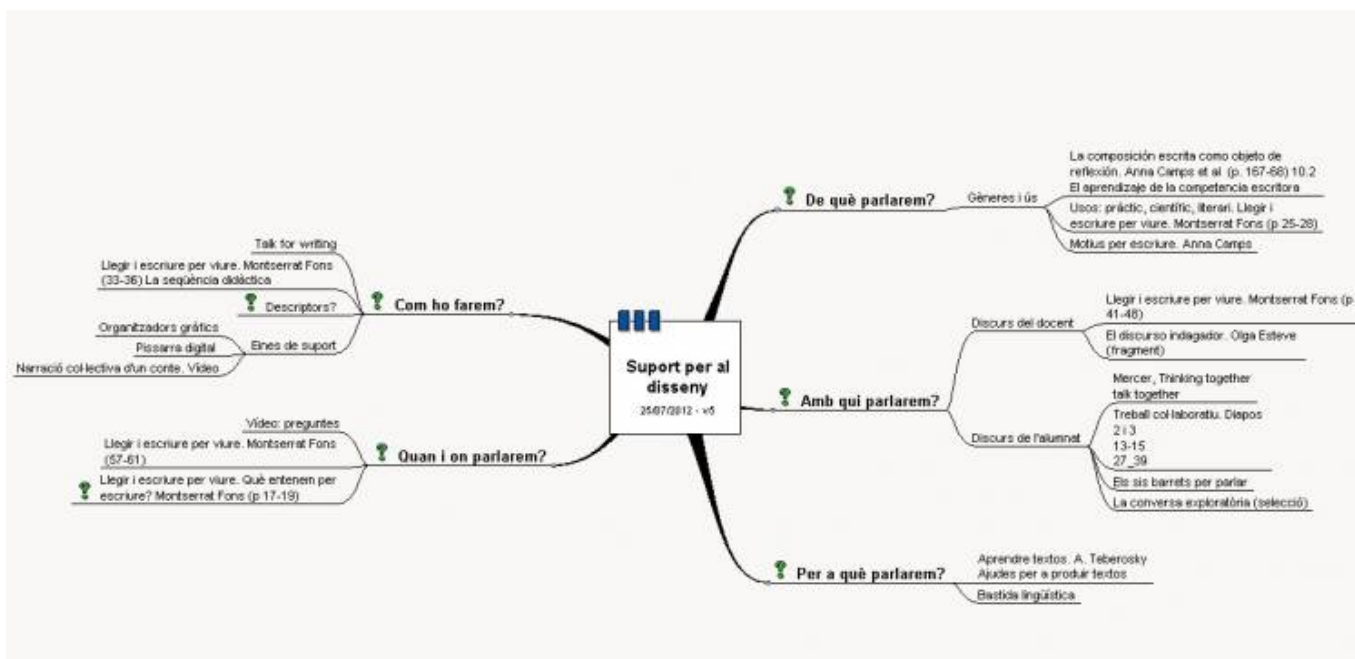 Suport per al
disseny
25/07/2012 - v5
De què parlarem?
Gèneres i ús
La composición escrita como objeto de
reflexión. Anna Camps et al (p. 167-68) 10.2
El aprendizaje de la competencia escritora
Usos: pràctic, científic, literari. Llegir i
escriure per viure. Montserrat Fons (p 25-28)
Motius per escriure. Anna Camps
Amb qui parlarem?
Discurs del docent
Llegir i escriure per viure. Montserrat Fons (p
41-48)
El discurso indagador. Olga Esteve
(fragment)
Discurs de l'alumnat
Mercer, Thinking together
talk together
Treball col·laboratiu. Diapos
2 i 3
13-15
27_39
Els sis barrets per parlar
La conversa exploratòria (selecció)
Per a què parlarem?
Aprendre textos. A. Teberosky
Ajudes per a produir textos
Bastida lingüística
Com ho farem?
Talk for writing
Llegir i escriure per viure. Montserrat Fons
(33-36) La seqüència didàctica
Descriptors?
Eines de suport
Organitzadors gràfics
Pissarra digital
Narració col·lectiva d'un conte. Vídeo
Quan i on parlarem?
Vídeo: preguntes
Llegir i escriure per viure. Montserrat Fons
(57-61)
Llegir i escriure per viure. Què entenem per
escriure? Montserrat Fons (p 17-19)